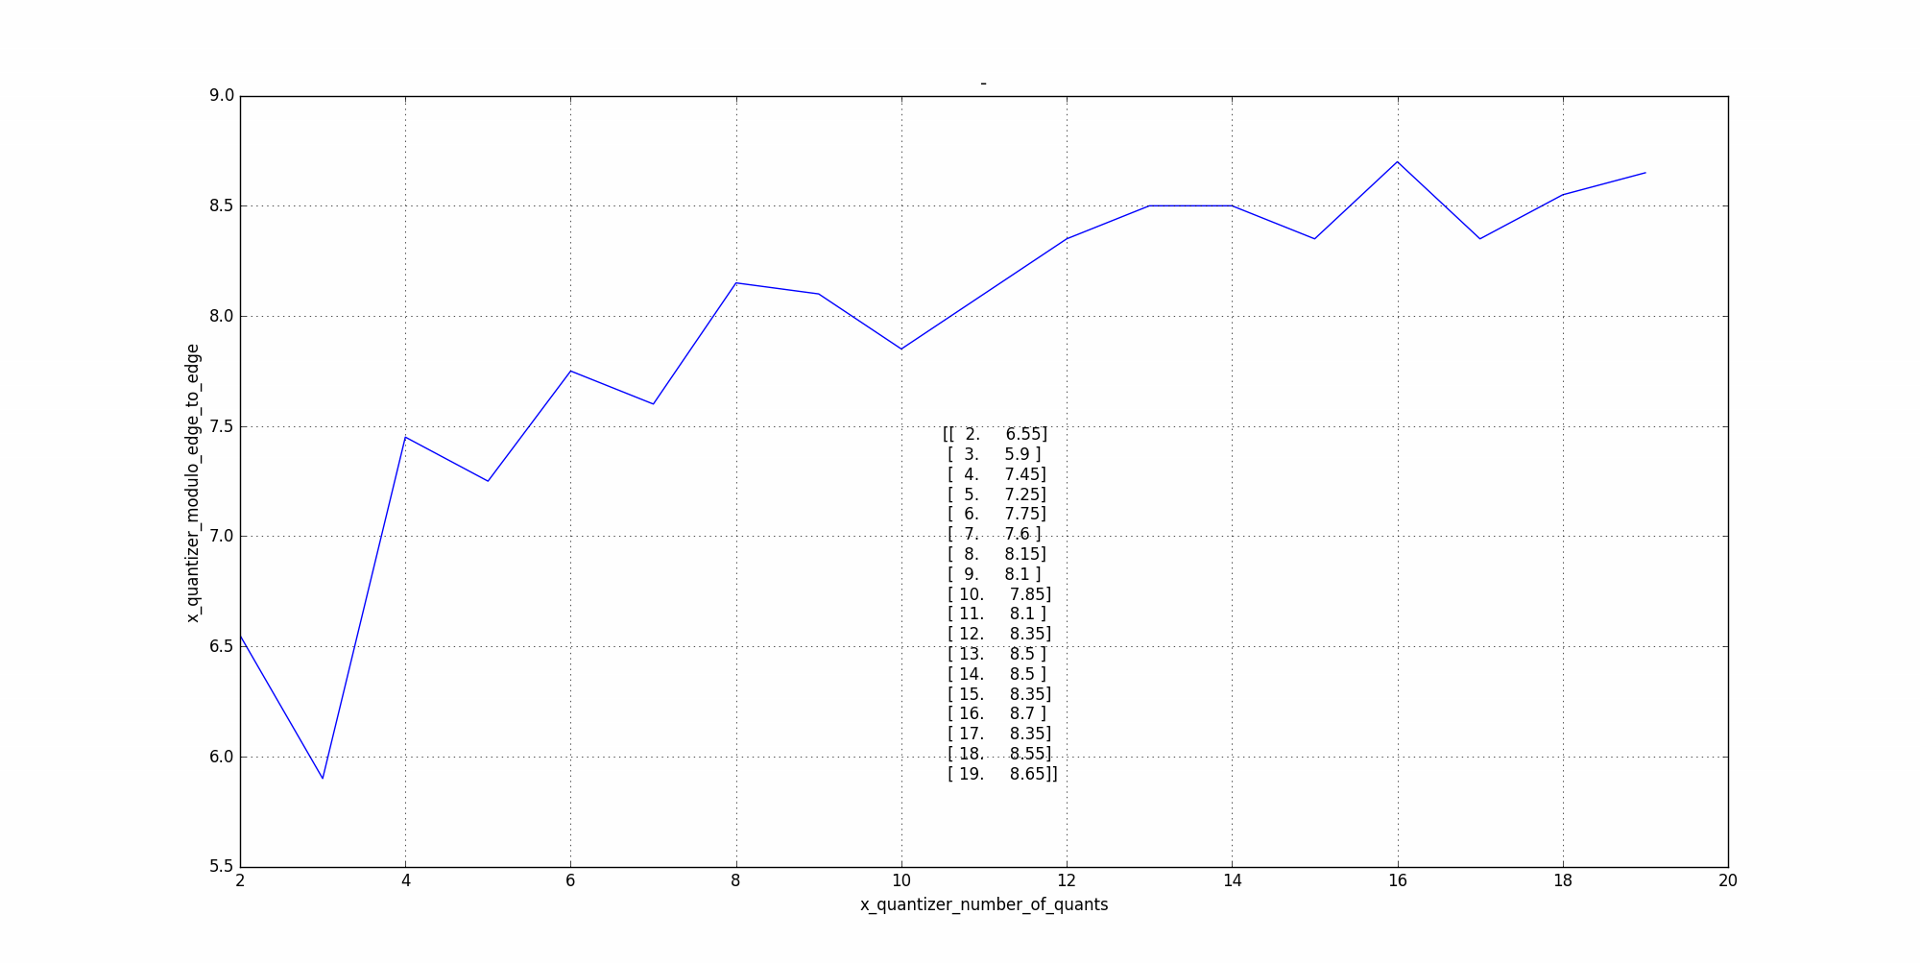 -
9.0
8.5
8.0
7.5
7.0
6.5
6.0
5.5
x_quantizer_modulo_edge_to_edge
[[ 2. 6.55]
[ 3. 5.9 ]
[ 4. 7.45]
[ 5. 7.25]
[ 6. 7.75]
[ 7. 7.6 ]
[ 8. 8.15]
[ 9. 8.1 ]
[ 10. 7.85]
[ 11. 8.1 ]
[ 12. 8.35]
[ 13. 8.5 ]
[ 14. 8.5 ]
[ 15. 8.35]
[ 16. 8.7 ]
[ 17. 8.35]
[ 18. 8.55]
[ 19. 8.65]]
2 4 6 8 10 12 14 16 18 20
x_quantizer_number_of_quants